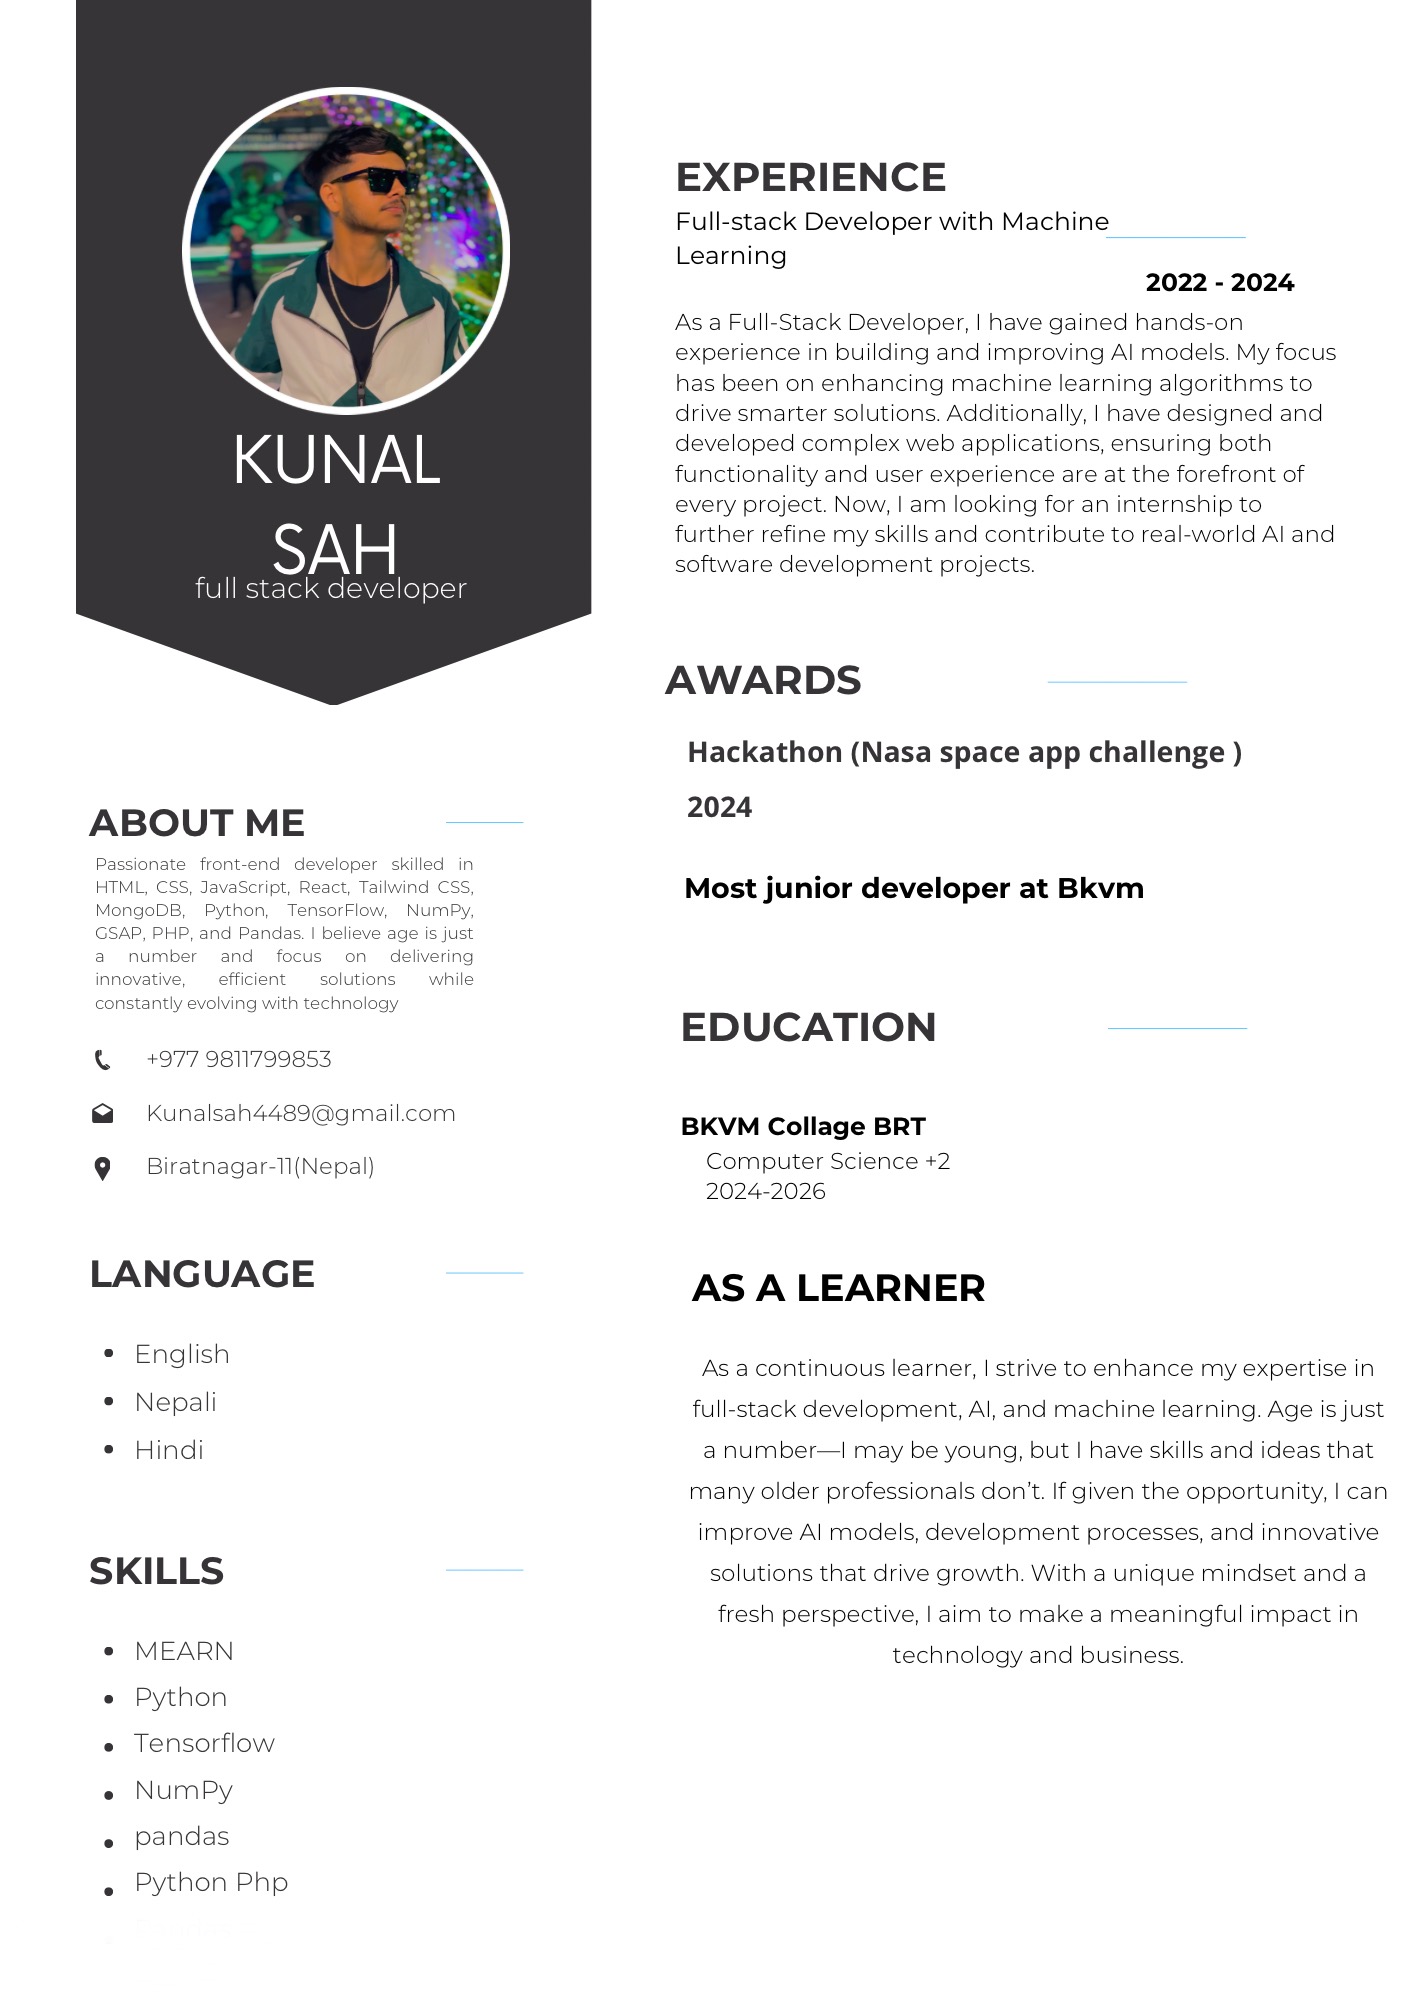 KUNAL
SAH
full stack developer
ABOUT ME
Passionate front-end developer skilled in
HTML, CSS, JavaScript, React, Tailwind CSS,
MongoDB, Python, TensorFlow, NumPy,
GSAP, PHP, and Pandas. I believe age is just
a number and focus on delivering
innovative, efficient solutions while
constantly evolving with technology
+977 9811799853
Kunalsah4489@gmail.com
Biratnagar-11(Nepal)
LANGUAGE
• English
• Nepali
• Hindi
SKILLS
• MEARN
• Python
• Tensorflow
• NumPy
• pandas
• Python Php
EXPERIENCE
Full-stack Developer with Machine
Learning
2022 - 2024
As a Full-Stack Developer, I have gained hands-on
experience in building and improving AI models. My focus
has been on enhancing machine learning algorithms to
drive smarter solutions. Additionally, I have designed and
developed complex web applications, ensuring both
functionality and user experience are at the forefront of
every project. Now, I am looking for an internship to
further refine my skills and contribute to real-world AI and
software development projects.
AWARDS
Hackathon (Nasa space app challenge )
2024
Most junior developer at Bkvm
EDUCATION
BKVM Collage BRT
Computer Science +2
2024-2026
AS A LEARNER
As a continuous learner, I strive to enhance my expertise in
full-stack development, AI, and machine learning. Age is just
a number—I may be young, but I have skills and ideas that
many older professionals don’t. If given the opportunity, I can
improve AI models, development processes, and innovative
solutions that drive growth. With a unique mindset and a
fresh perspective, I aim to make a meaningful impact in
technology and business.